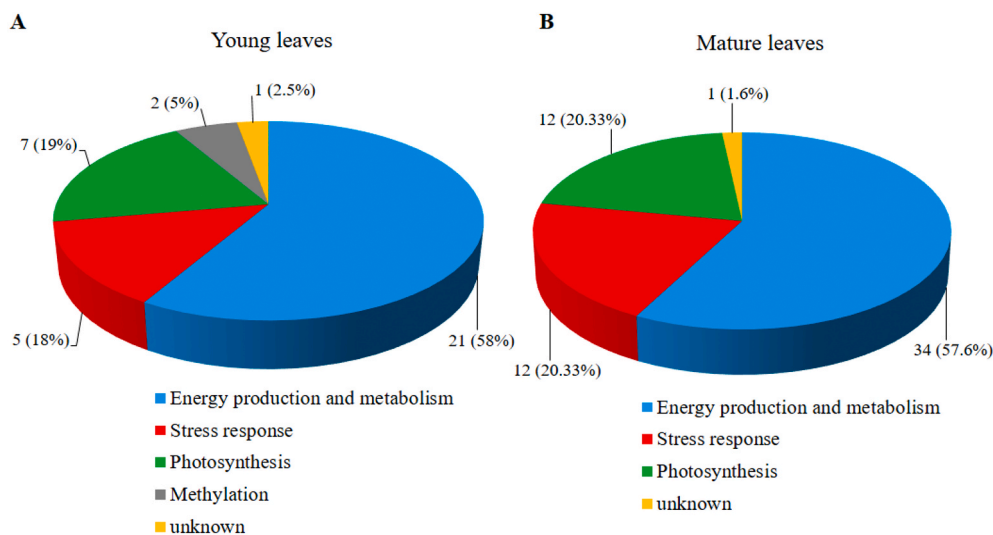 A
Young leaves
1 (2.5%)
2 (5%)
7 (19%)
5 (18%)
21 (58%)
Energy production and metabolism
Stress response
Photosynthesis
Methylation
unknown
B
Mature leaves
1 (1.6%)
12 (20.33%)
12 (20.33%)
34 (57.6%)
Energy production and metabolism
Stress response
Photosynthesis
unknown